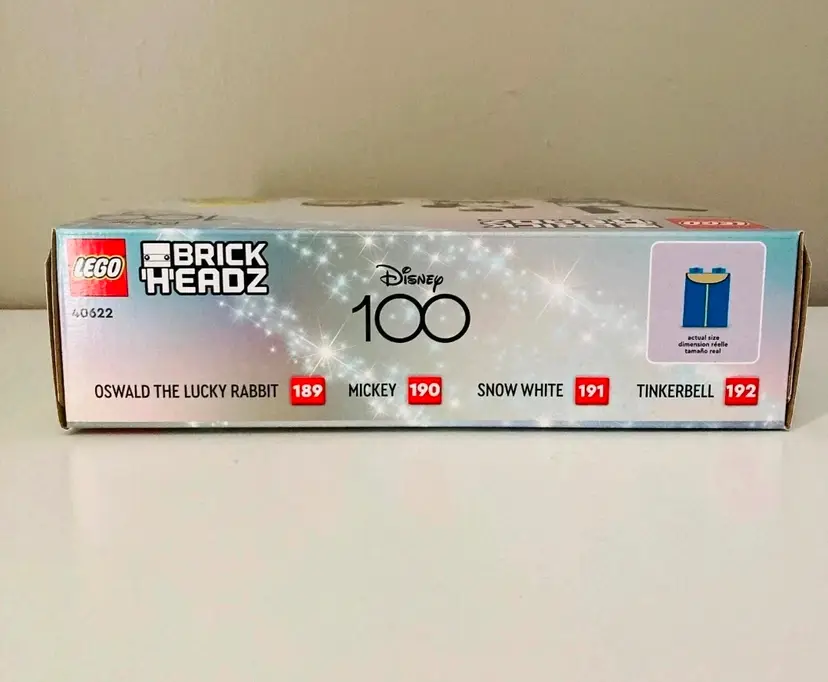 LEGO
BRICK
HEADZ
40622
Disney
100
actual size
dimension réelle
tamaño real
OSWALD THE LUCKY RABBIT 189 MICKEY 190 SNOW WHITE 191 TINKERBELL 192